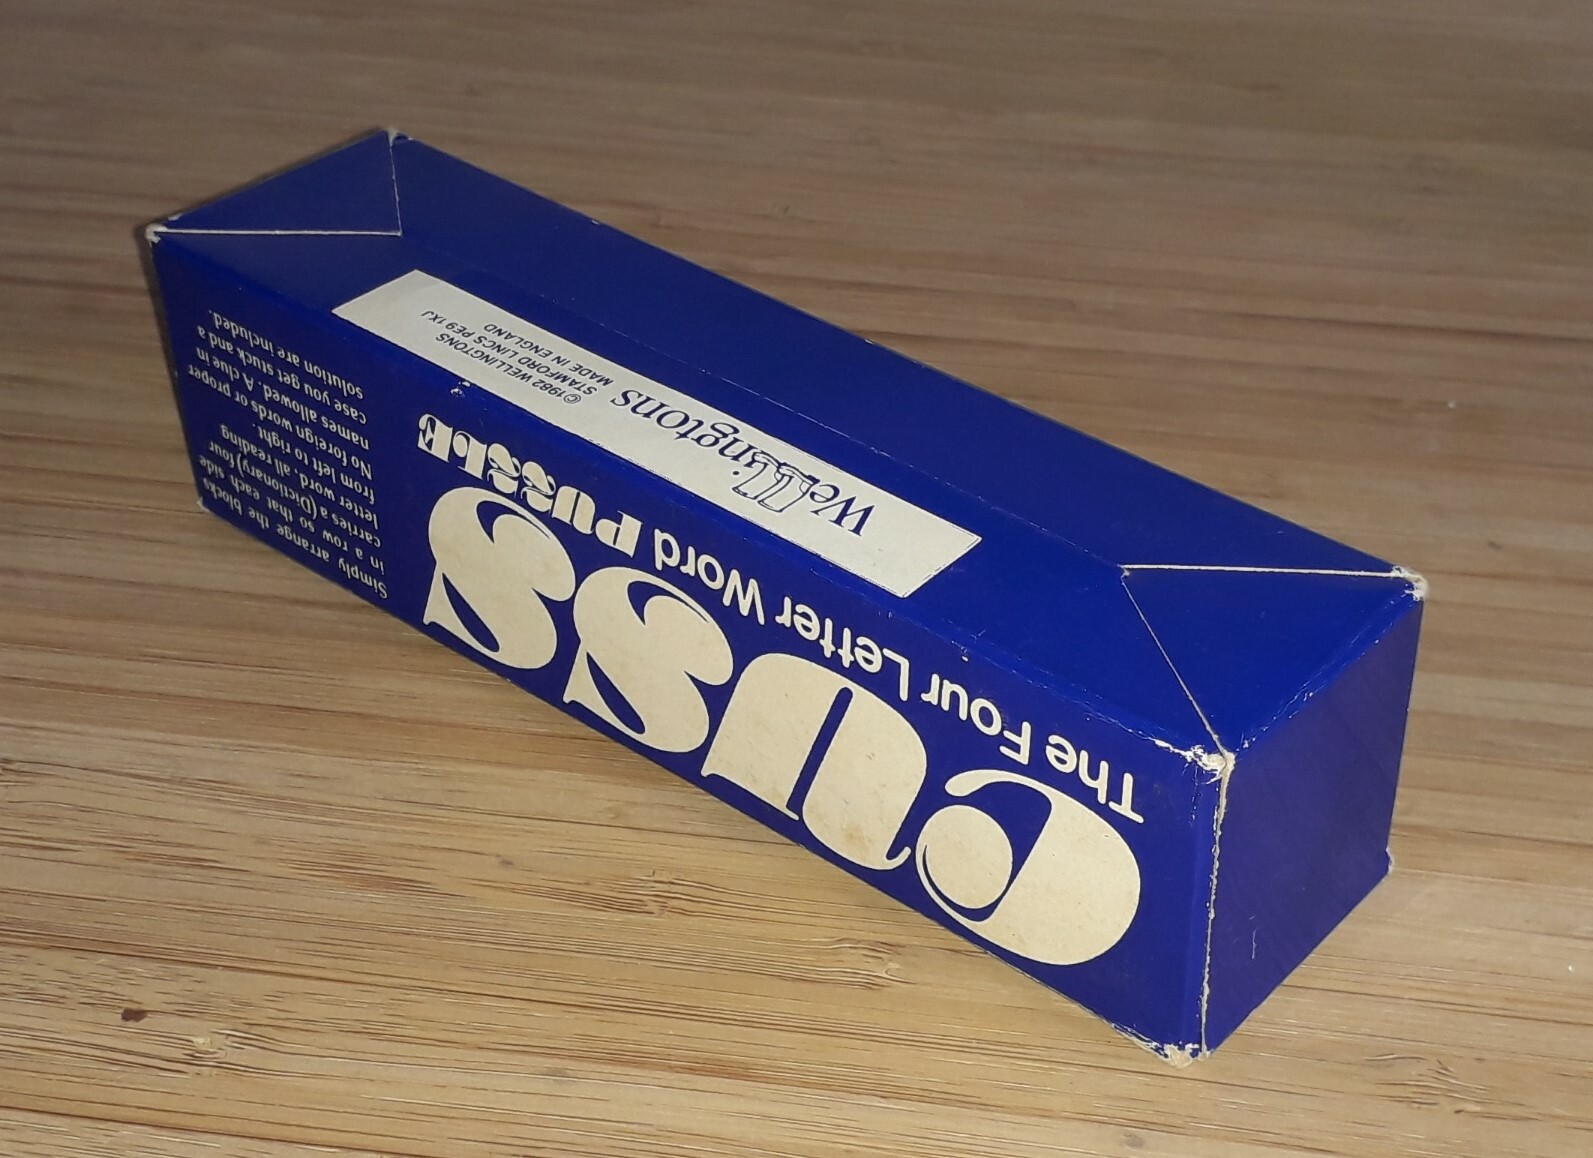 PUSS
The Four Letter Word PUSSLE
Simply arrange the blocks
in a row so that each side
carries a (Dictionary) four
letter word, all reading
from left to right.
No foreign words or proper
names allowed. A clue in
case you get stuck and a
solution are included.
Wellingtons
©1982 WELLINGTONS
STAMFORD LINCS PE9 1XJ
MADE IN ENGLAND